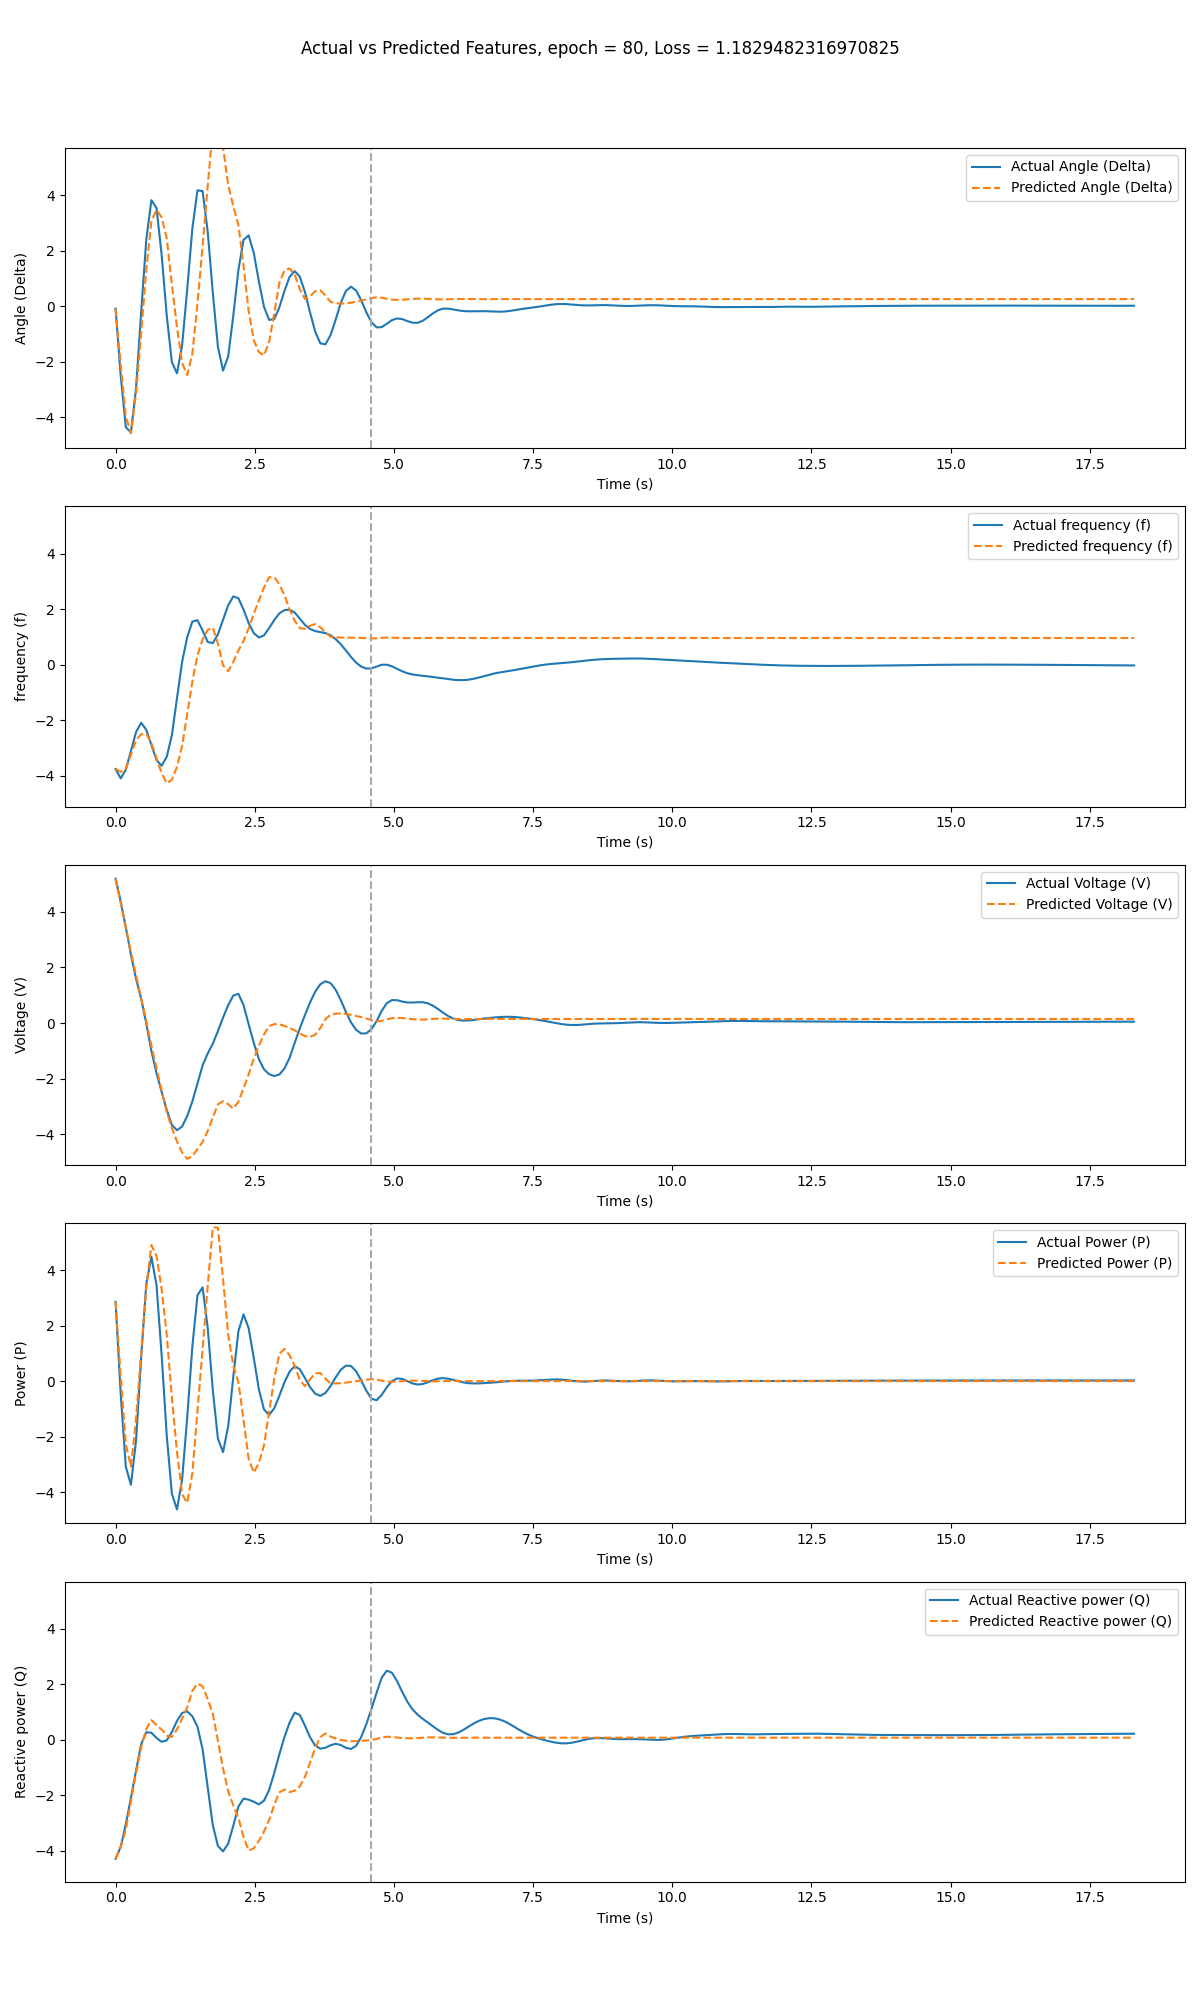 Actual vs Predicted Features, epoch = 80, Loss = 1.1829482316970825
Actual Angle (Delta)
Predicted Angle (Delta)
Angle (Delta)
4
2
0
−2
−4
0.0 2.5 5.0 7.5 10.0 12.5 15.0 17.5
Time (s)
Actual frequency (f)
Predicted frequency (f)
frequency (f)
4
2
0
−2
−4
0.0 2.5 5.0 7.5 10.0 12.5 15.0 17.5
Time (s)
Actual Voltage (V)
Predicted Voltage (V)
Voltage (V)
4
2
0
−2
−4
0.0 2.5 5.0 7.5 10.0 12.5 15.0 17.5
Time (s)
Actual Power (P)
Predicted Power (P)
Power (P)
4
2
0
−2
−4
0.0 2.5 5.0 7.5 10.0 12.5 15.0 17.5
Time (s)
Actual Reactive power (Q)
Predicted Reactive power (Q)
Reactive power (Q)
4
2
0
−2
−4
0.0 2.5 5.0 7.5 10.0 12.5 15.0 17.5
Time (s)